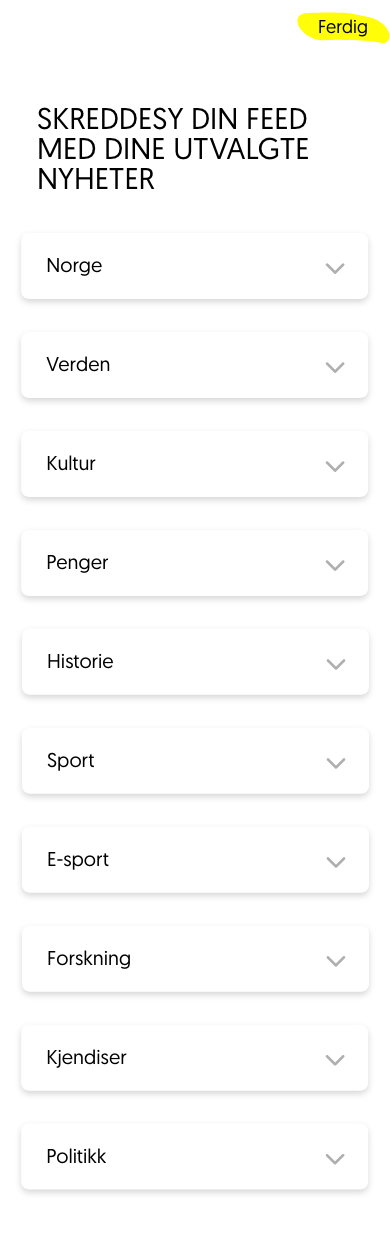 Ferdig
SKREDDESY DIN FEED
MED DINE UTVALGTE
NYHETER
Norge
Verden
Kultur
Penger
Historie
Sport
E-sport
Forskning
Kjendiser
Politikk